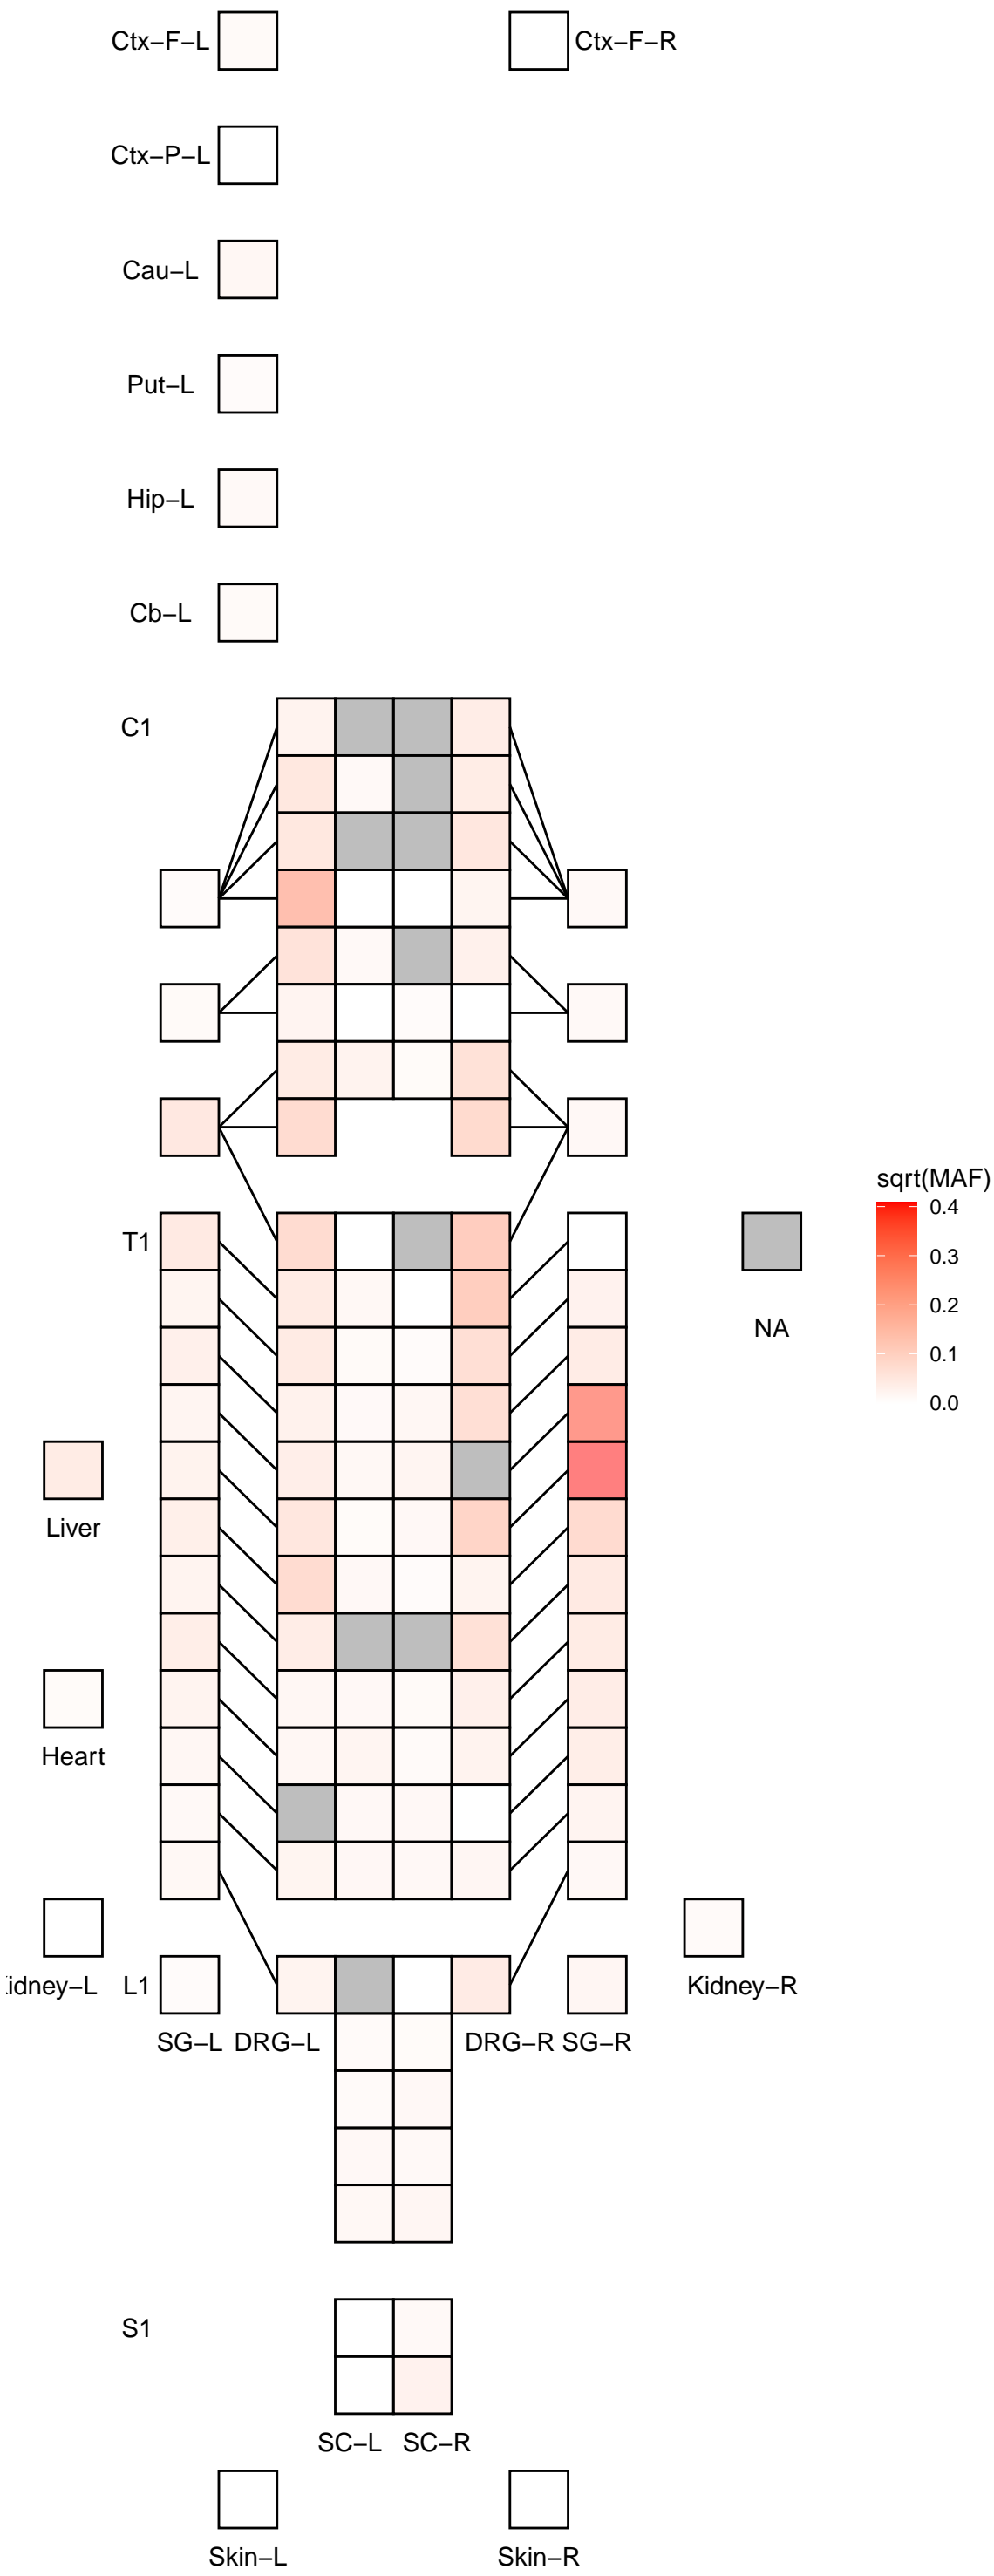 Ctx−F−L
Ctx−F−R
Ctx−P−L
Cau−L
Put−L
Hip−L
Cb−L
C1
sqrt(MAF)
0.4
0.3
0.2
0.1
0.0
T1
NA
Liver
Heart
idney−L
L1
Kidney−R
SG−L DRG−L
DRG−R SG−R
S1
SC−L SC−R
Skin−L
Skin−R